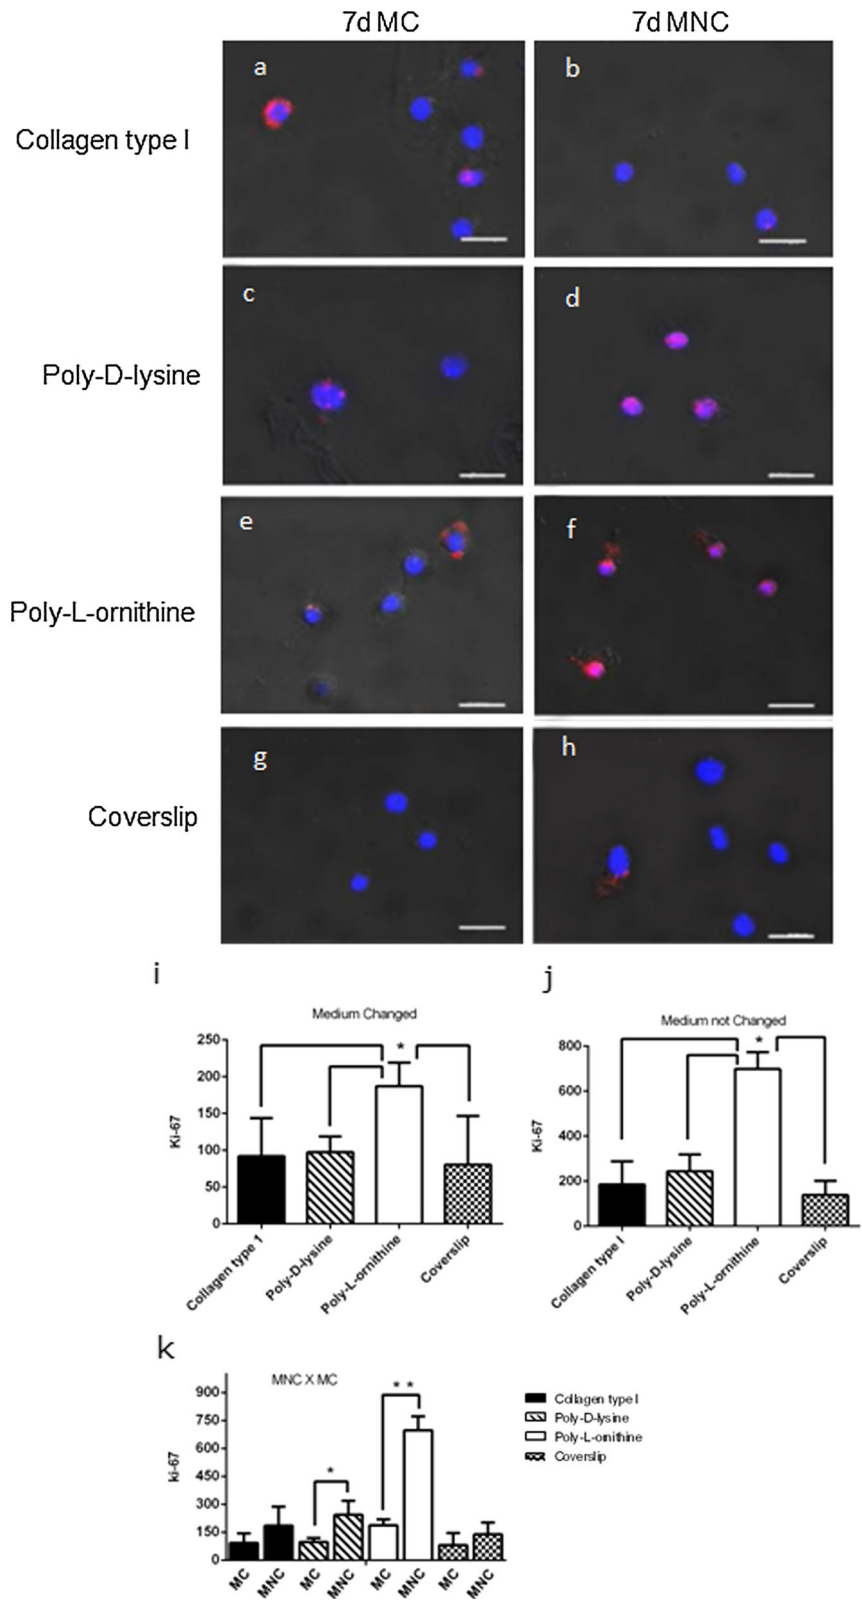 7d MC 7d MNC
a b
Collagen type I
c d
Poly-D-lysine
e f
Poly-L-ornithine
g h
Coverslip
i j
Medium Changed
250
200
150
100
50
0
Ki-67
*
Collagen type 1
Poly-D-lysine
Poly-L-ornithine
Coverslip
Medium not Changed
800
600
400
200
0
Ki-67
*
Collagen type I
Poly-D-lysine
Poly-L-ornithine
Coverslip
k
MNC X MC
900
750
600
450
300
150
0
ki-67
*
* *
MC MNC MC MNC MC MNC MC MNC
Collagen type I
Poly-D-lysine
Poly-L-ornithine
Coverslip